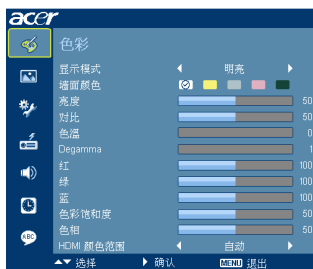 acer
色彩
显示模式 明亮
墙面颜色
亮度 50
对比 50
色溫 0
Degamma 1
红 100
绿 100
蓝 100
色彩饱和度 50
色相 50
HDMI 颜色范围 自动
选择 确认 MENU 退出
ABC